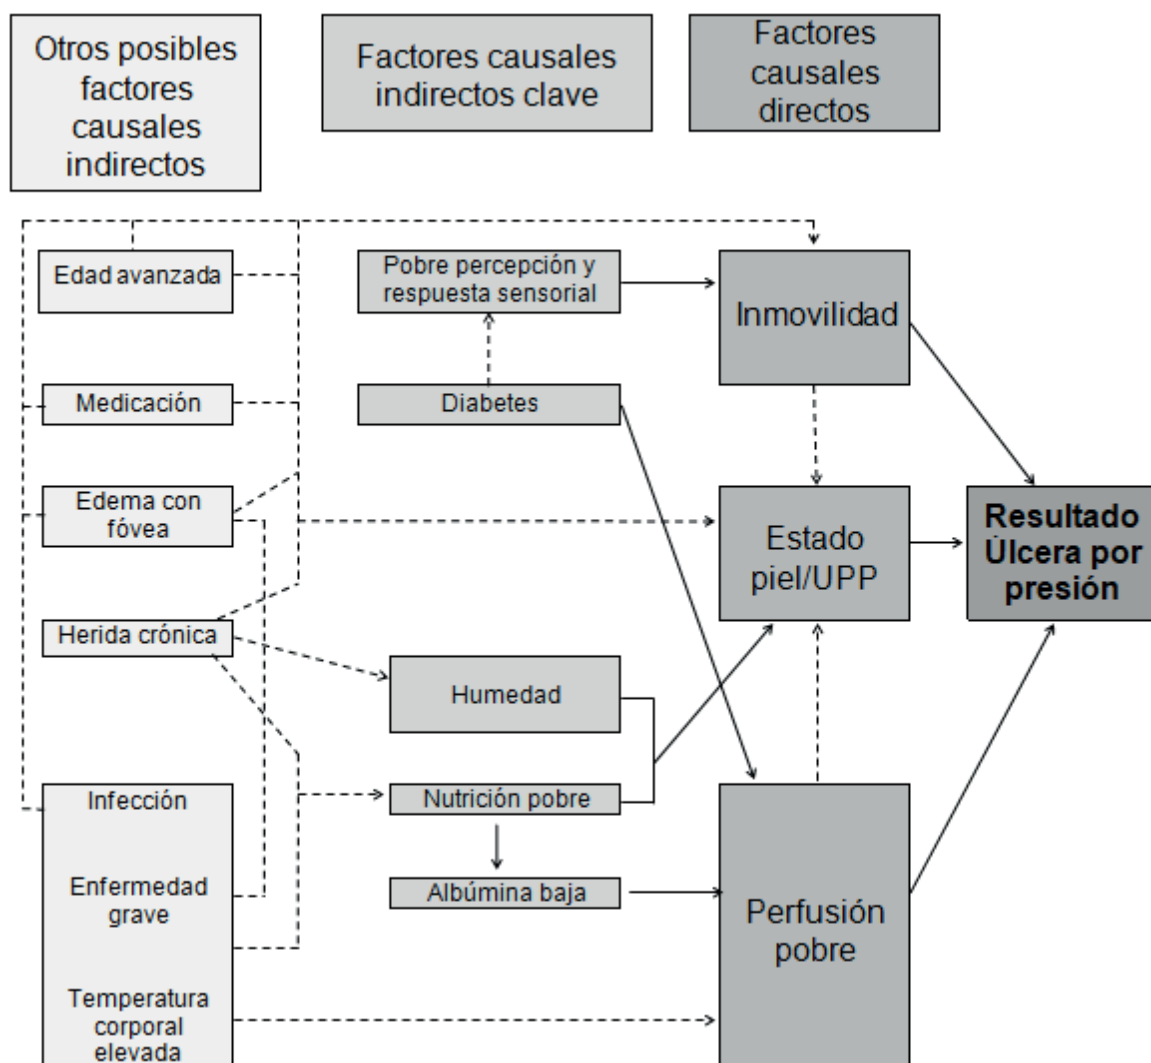 Otros posibles
factores
causales
indirectos
Factores causales
indirectos clave
Factores
causales
directos
Edad avanzada
Pobre percepción y
respuesta sensorial
Inmovilidad
Medicación
Diabetes
Edema con
fóvea
Estado
piel/UPP
Resultado
Úlcera por
presión
Herida crónica
Humedad
Infección
Enfermedad
grave
Temperatura
corporal
elevada
Nutrición pobre
Albúmina baja
Perfusión
pobre